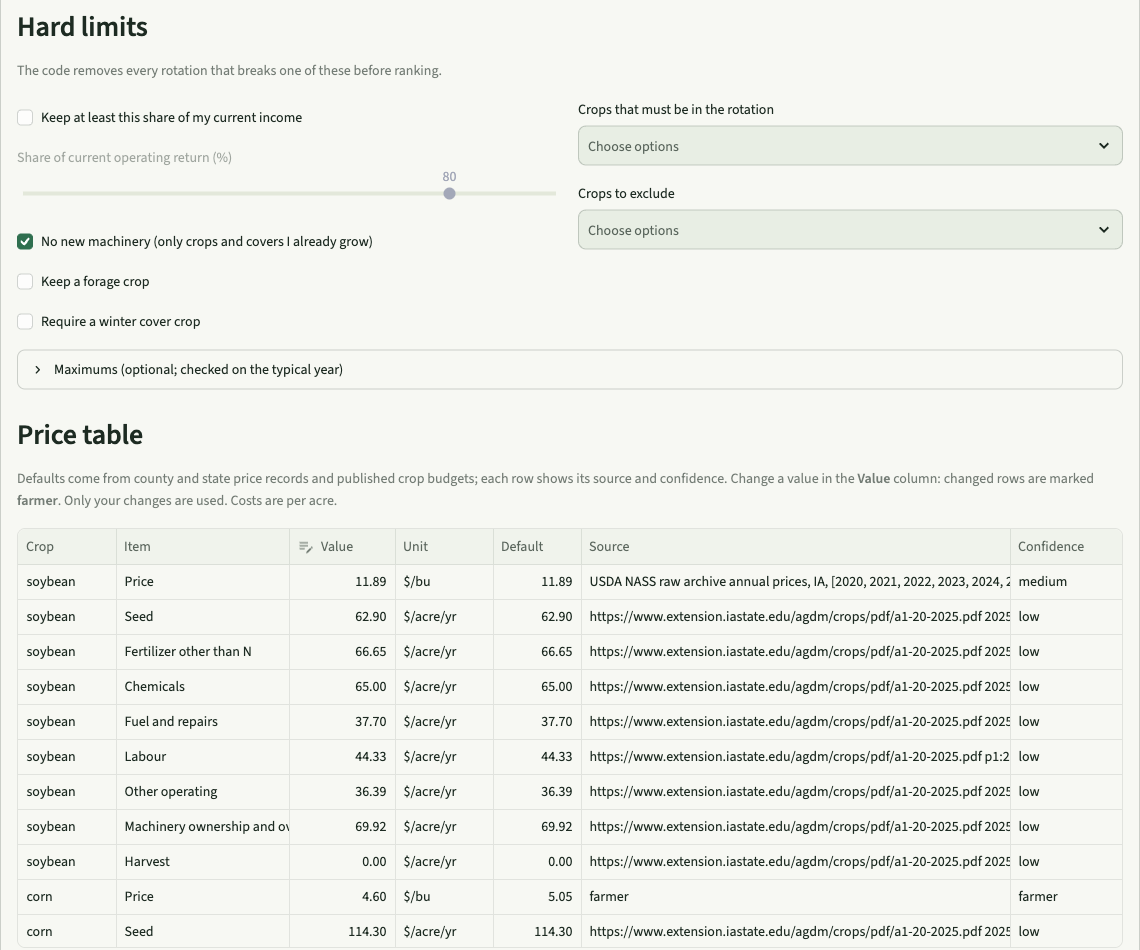 Hard limits
The code removes every rotation that breaks one of these before ranking.
Keep at least this share of my current income
Share of current operating return (%)
80
No new machinery (only crops and covers I already grow)
Keep a forage crop
Require a winter cover crop
Crops that must be in the rotation
Choose options
Crops to exclude
Choose options
Maximums (optional; checked on the typical year)
Price table
Defaults come from county and state price records and published crop budgets; each row shows its source and confidence. Change a value in the Value column: changed rows are marked
farmer. Only your changes are used. Costs are per acre.
Crop Item Value Unit Default Source Confidence
soybean Price 11.89 $/bu 11.89 USDA NASS raw archive annual prices, IA, [2020, 2021, 2022, 2023, 2024, 2 medium
soybean Seed 62.90 $/acre/yr 62.90 https://www.extension.iastate.edu/agdm/crops/pdf/a1-20-2025.pdf 2025 low
soybean Fertilizer other than N 66.65 $/acre/yr 66.65 https://www.extension.iastate.edu/agdm/crops/pdf/a1-20-2025.pdf 2025 low
soybean Chemicals 65.00 $/acre/yr 65.00 https://www.extension.iastate.edu/agdm/crops/pdf/a1-20-2025.pdf 2025 low
soybean Fuel and repairs 37.70 $/acre/yr 37.70 https://www.extension.iastate.edu/agdm/crops/pdf/a1-20-2025.pdf 2025 low
soybean Labour 44.33 $/acre/yr 44.33 https://www.extension.iastate.edu/agdm/crops/pdf/a1-20-2025.pdf p1:2 low
soybean Other operating 36.39 $/acre/yr 36.39 https://www.extension.iastate.edu/agdm/crops/pdf/a1-20-2025.pdf 2025 low
soybean Machinery ownership and ov 69.92 $/acre/yr 69.92 https://www.extension.iastate.edu/agdm/crops/pdf/a1-20-2025.pdf 2025 low
soybean Harvest 0.00 $/acre/yr 0.00 https://www.extension.iastate.edu/agdm/crops/pdf/a1-20-2025.pdf 2025 low
corn Price 4.60 $/bu 5.05 farmer farmer
corn Seed 114.30 $/acre/yr 114.30 https://www.extension.iastate.edu/agdm/crops/pdf/a1-20-2025.pdf 2025 low